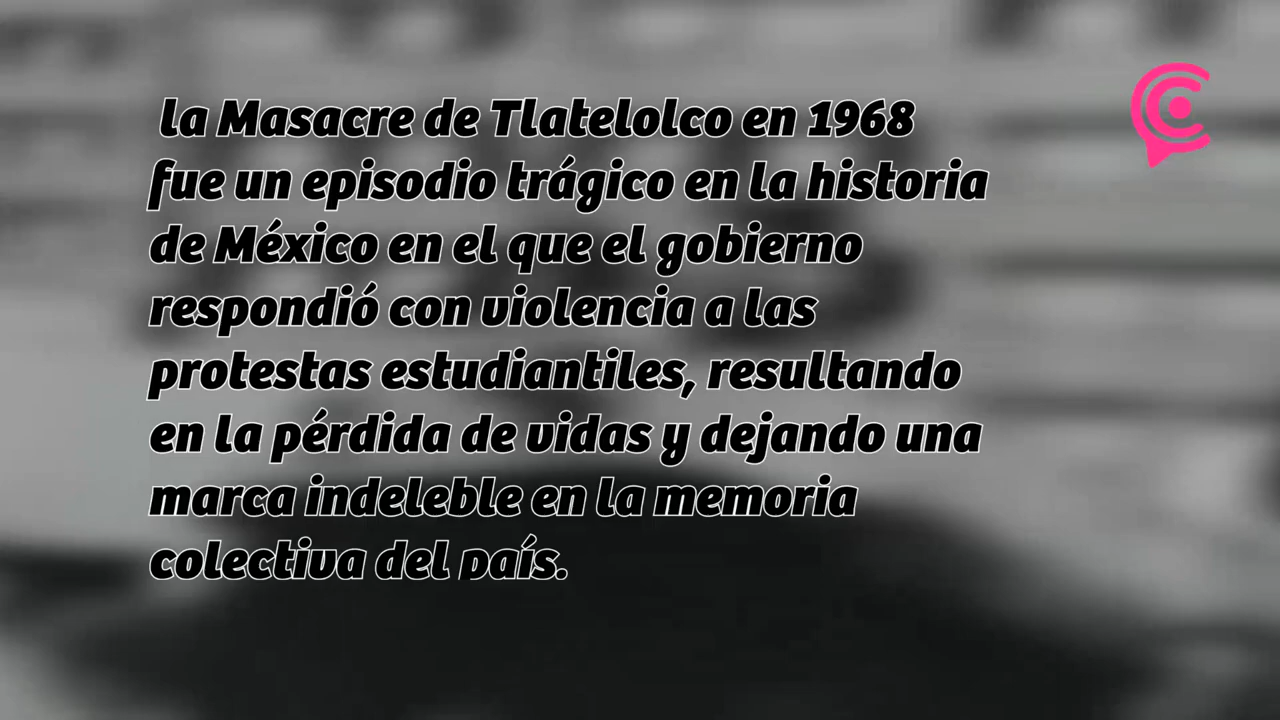 la Masacre de Tlatelolco en 1968
fue un episodio trágico en la historia
de México en el que el gobierno
respondió con violencia a las
protestas estudiantiles, resultando
en la pérdida de vidas y dejando una
marca indeleble en la memoria
colectiva del país.